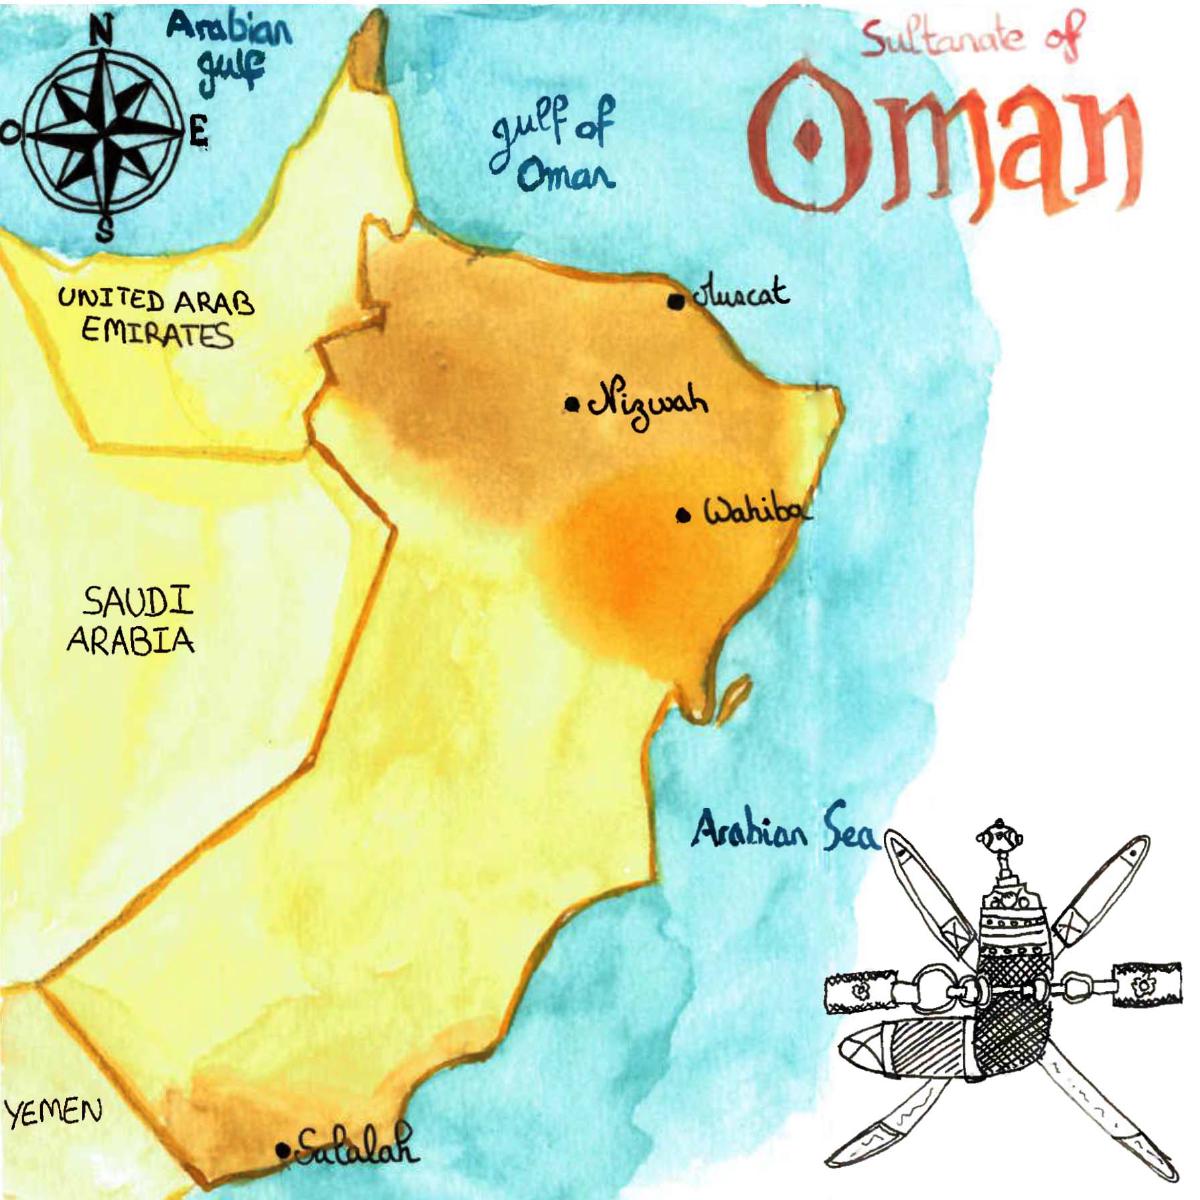 N
O
E
S
Arabian
gulf
gulf of
Oman
Sultanate of
Oman
UNITED ARAB
EMIRATES
Muscat
Nizwah
Wahiba
SAUDI
ARABIA
Arabian Sea
YEMEN
Salalah